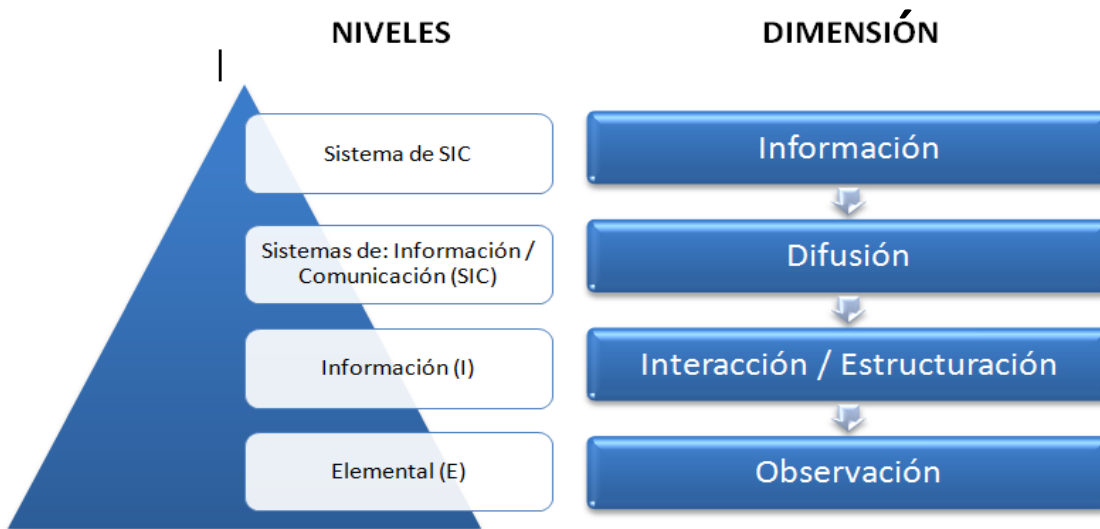 NIVELES
DIMENSIÓN
Sistema de SIC
Información
Sistemas de: Información /
Comunicación (SIC)
Difusión
Información (I)
Interacción / Estructuración
Elemental (E)
Observación